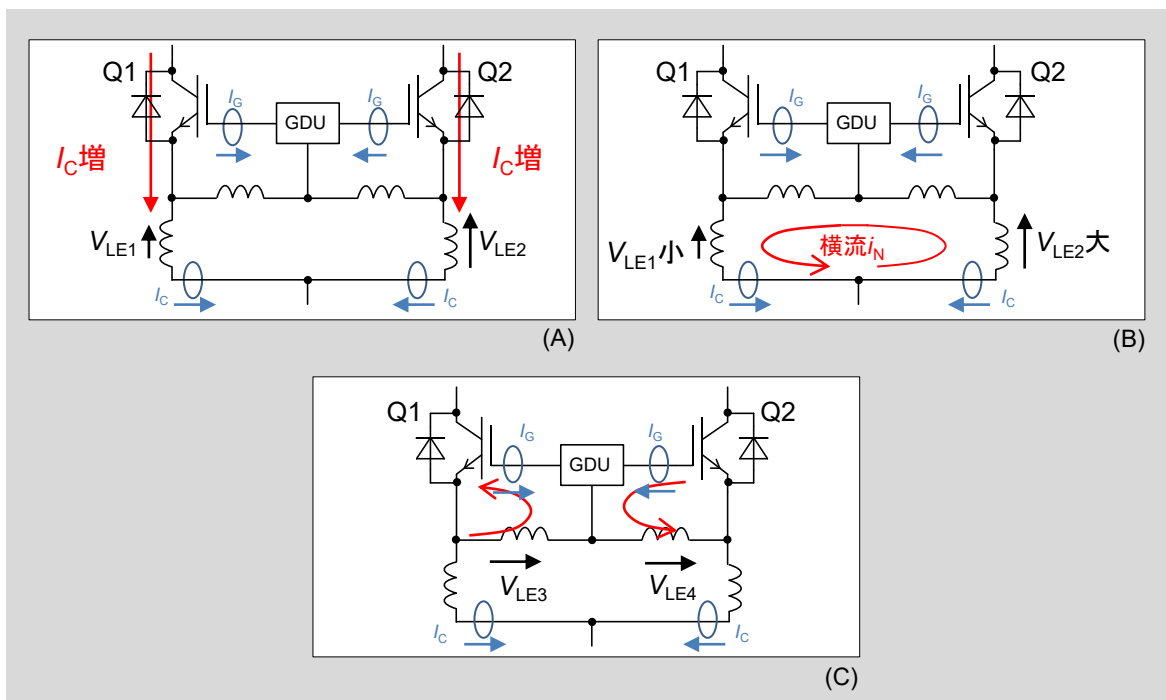 Q1
Q2
IG
IG
GDU
IC増
IC増
VLE1
VLE2
IC
IC
(A)
Q1
Q2
IG
IG
GDU
VLE1小
横流iN
VLE2大
IC
IC
(B)
Q1
Q2
IG
IG
GDU
VLE3
VLE4
IC
IC
(C)